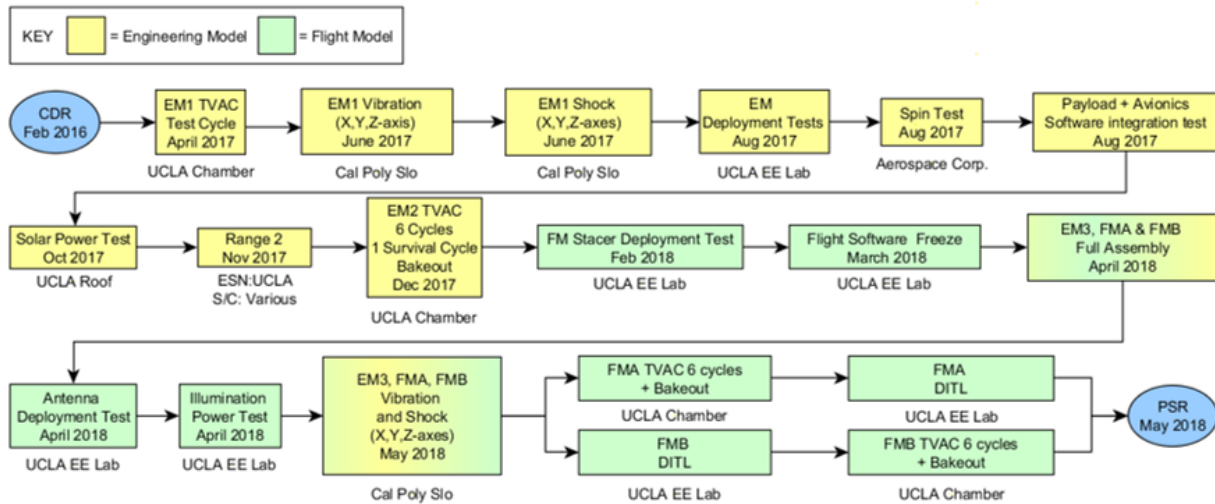 KEY
= Engineering Model
= Flight Model
CDR
Feb 2016
EM1 TVAC
Test Cycle
April 2017
UCLA Chamber
EM1 Vibration
(X,Y,Z-axis)
June 2017
Cal Poly Slo
EM1 Shock
(X,Y,Z-axes)
June 2017
Cal Poly Slo
EM
Deployment Tests
Aug 2017
UCLA EE Lab
Spin Test
Aug 2017
Aerospace Corp.
Payload + Avionics
Software integration test
Aug 2017
Solar Power Test
Oct 2017
UCLA Roof
Range 2
Nov 2017
ESN:UCLA
S/C: Various
EM2 TVAC
6 Cycles
1 Survival Cycle
Bakeout
Dec 2017
UCLA Chamber
FM Stacer Deployment Test
Feb 2018
UCLA EE Lab
Flight Software Freeze
March 2018
UCLA EE Lab
EM3, FMA & FMB
Full Assembly
April 2018
Antenna
Deployment Test
April 2018
UCLA EE Lab
Illumination
Power Test
April 2018
UCLA EE Lab
EM3, FMA, FMB
Vibration
and Shock
(X,Y,Z-axes)
May 2018
Cal Poly Slo
FMA TVAC 6 cycles
+ Bakeout
UCLA Chamber
FMA
DITL
UCLA EE Lab
FMB
DITL
UCLA EE Lab
FMB TVAC 6 cycles
+ Bakeout
UCLA Chamber
PSR
May 2018